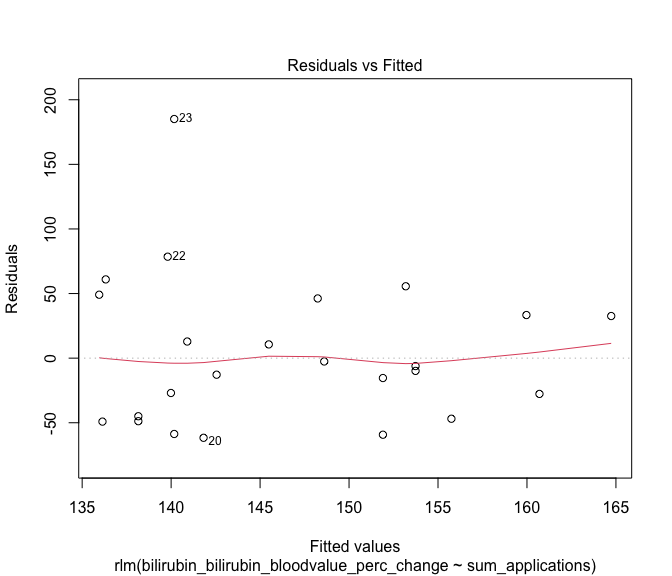 Residuals vs Fitted
Residuals
200
150
100
50
0
-50
23
22
20
135 140 145 150 155 160 165
Fitted values
rlm(bilirubin_bilirubin_bloodvalue_perc_change ~ sum_applications)